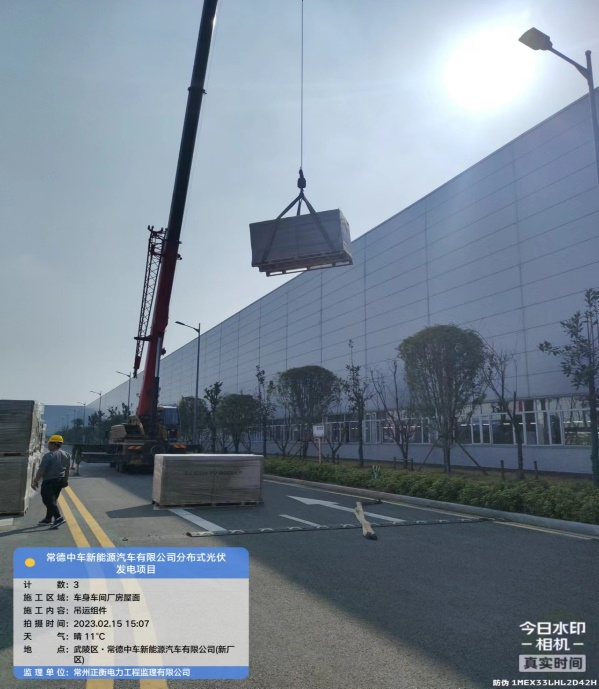 常德中车新能源汽车有限公司分布式光伏
发电项目
计 数：3
施工区域：车身车间厂房屋面
施工内容：吊运组件
拍摄时间：2023.02.15 15:07
天 气：晴 11℃
地 点：武陵区·常德中车新能源汽车有限公司(新厂
区)
监理单位：常州正衡电力工程监理有限公司
今日水印
相机
真实时间
防伪 1MEX33LHL2D42H